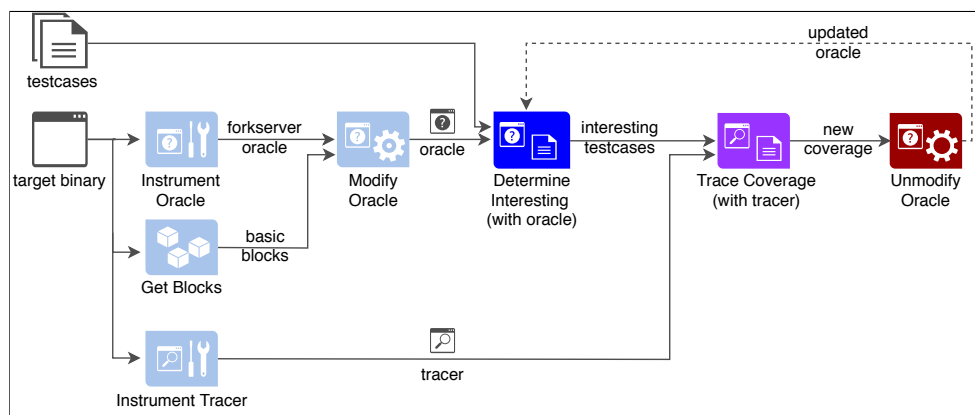 updated
oracle
testcases
?
forkserver
oracle
oracle
interesting
testcases
new
coverage
target binary
Instrument
Oracle
Modify
Oracle
Determine
Interesting
(with oracle)
Trace Coverage
(with tracer)
Unmodify
Oracle
?
?
?
?
basic
blocks
Get Blocks
tracer
Instrument Tracer